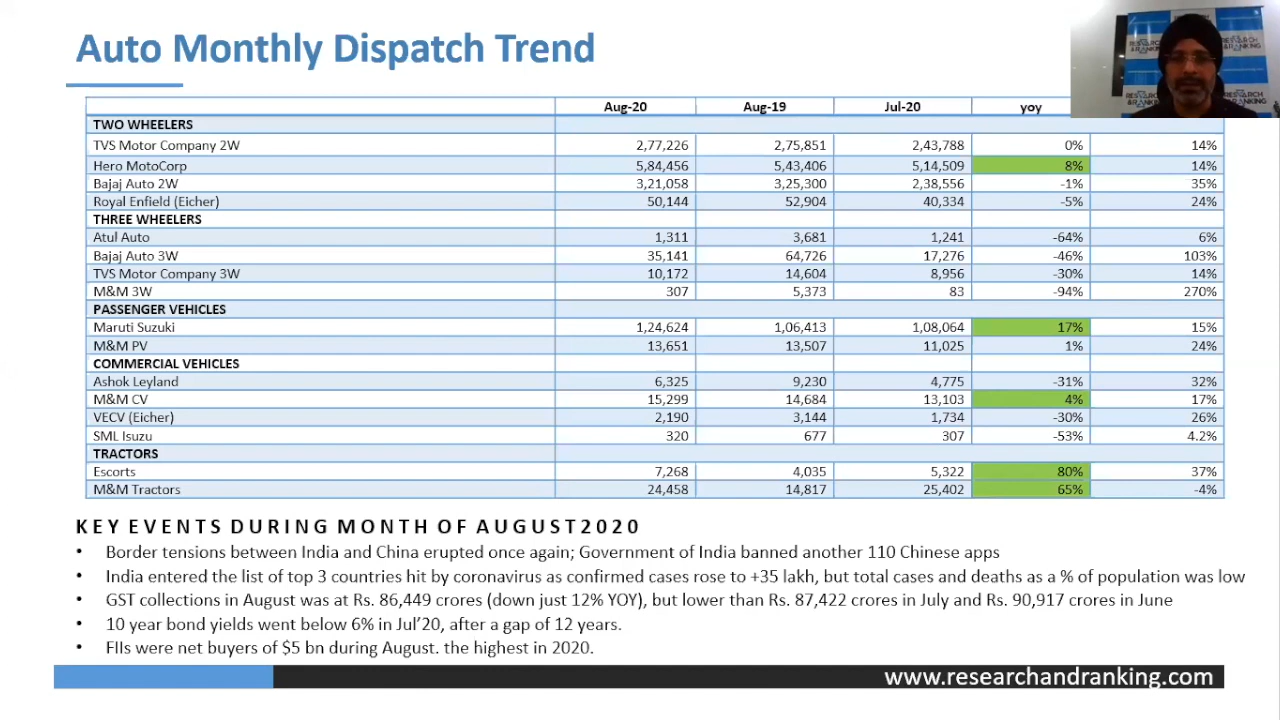 Auto Monthly Dispatch Trend
RESEARCH & RANKING
Aug-20 Aug-19 Jul-20 yoy
TWO WHEELERS
TVS Motor Company 2W 2,77,226 2,75,851 2,43,788 0% 14%
Hero MotoCorp 5,84,456 5,43,406 5,14,509 8% 14%
Bajaj Auto 2W 3,21,058 3,25,300 2,38,556 -1% 35%
Royal Enfield (Eicher) 50,144 52,904 40,334 -5% 24%
THREE WHEELERS
Atul Auto 1,311 3,681 1,241 -64% 6%
Bajaj Auto 3W 35,141 64,726 17,276 -46% 103%
TVS Motor Company 3W 10,172 14,604 8,956 -30% 14%
M&M 3W 307 5,373 83 -94% 270%
PASSENGER VEHICLES
Maruti Suzuki 1,24,624 1,06,413 1,08,064 17% 15%
M&M PV 13,651 13,507 11,025 1% 24%
COMMERCIAL VEHICLES
Ashok Leyland 6,325 9,230 4,775 -31% 32%
M&M CV 15,299 14,684 13,103 4% 17%
VECV (Eicher) 2,190 3,144 1,734 -30% 26%
SML Isuzu 320 677 307 -53% 4.2%
TRACTORS
Escorts 7,268 4,035 5,322 80% 37%
M&M Tractors 24,458 14,817 25,402 65% -4%
KEY EVENTS DURING MONTH OF AUGUST 2020
• Border tensions between India and China erupted once again; Government of India banned another 110 Chinese apps
• India entered the list of top 3 countries hit by coronavirus as confirmed cases rose to +35 lakh, but total cases and deaths as a % of population was low
• GST collections in August was at Rs. 86,449 crores (down just 12% YOY), but lower than Rs. 87,422 crores in July and Rs. 90,917 crores in June
• 10 year bond yields went below 6% in Jul'20, after a gap of 12 years.
• FIIs were net buyers of $5 bn during August. the highest in 2020.
www.researchandranking.com